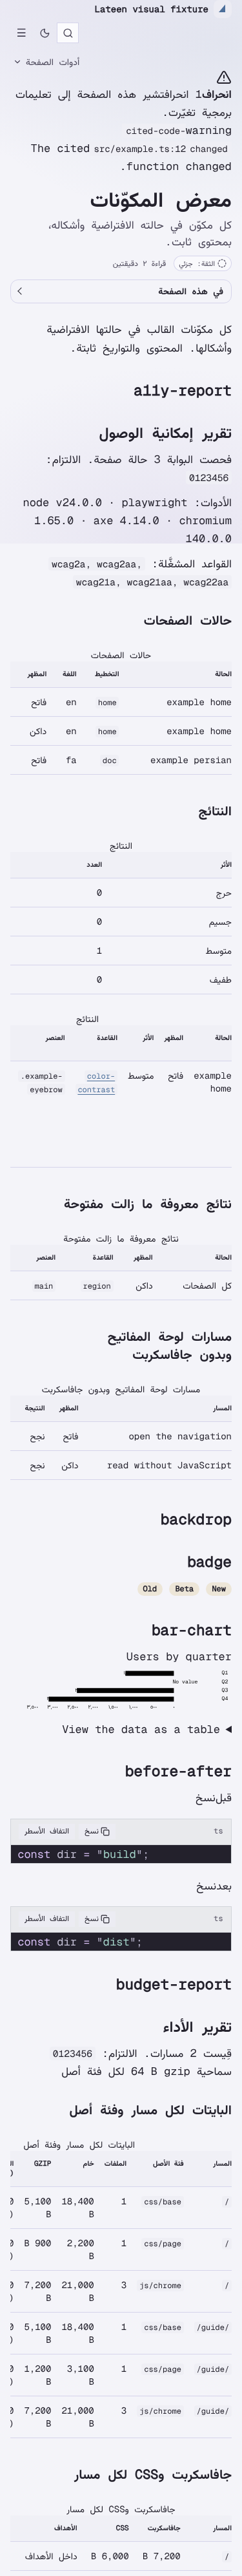 Lateen visual fixture
أدوات الصفحة
انحراف1 انحرافتشير هذه الصفحة إلى تعليمات
برمجية تغيّرت.
cited-code-warning
The cited src/example.ts:12 changed
function changed.
معرض المكوّنات
كل مكوّن في حالته الافتراضية وأشكاله،
بمحتوى ثابت.
الثقة: جزئي
قراءة ٢ دقيقتين
في هذه الصفحة
كل مكوّنات القالب في حالتها الافتراضية
وأشكالها. المحتوى والتواريخ ثابتة.
a11y-report
تقرير إمكانية الوصول
فحصت البوابة 3 حالة صفحة. الالتزام:
0123456
الأدوات: node v24.0.0 · playwright
1.65.0 · axe 4.14.0 · chromium
140.0.0
القواعد المشغَّلة: wcag2a, wcag2aa,
wcag21a, wcag21aa, wcag22aa
حالات الصفحات
حالات الصفحات
الحالة التخطيط اللغة المظهر
example home home en فاتح
example home home en داكن
example persian doc fa فاتح
النتائج
النتائج
الأثر العدد
حرج 0
جسيم 0
متوسط 1
طفيف 0
النتائج
الحالة المظهر الأثر القاعدة العنصر
example home فاتح متوسط color-contrast .example-eyebrow
نتائج معروفة ما زالت مفتوحة
نتائج معروفة ما زالت مفتوحة
الحالة المظهر القاعدة العنصر
كل الصفحات داكن region main
مسارات لوحة المفاتيح
وبدون جافاسكربت
مسارات لوحة المفاتيح وبدون جافاسكربت
المسار المظهر النتيجة
open the navigation فاتح نجح
read without JavaScript داكن نجح
backdrop
badge
New Beta Old
bar-chart
Users by quarter
Q1
Q2 No value
Q3
Q4
٠ ٥٠٠ ١٬٠٠٠ ١٬٥٠٠ ٢٬٠٠٠ ٢٬٥٠٠ ٣٬٠٠٠ ٣٬٥٠٠
View the data as a table
before-after
قبلنسخ
ts نسخ التفاف الأسطر
const dir = "build";
بعدنسخ
ts نسخ التفاف الأسطر
const dir = "dist";
budget-report
تقرير الأداء
قِيست 2 مسارات. الالتزام: 0123456
سماحية 64 B gzip لكل فئة أصل
البايتات لكل مسار وفئة أصل
البايتات لكل مسار وفئة أصل
المسار فئة الأصل الملفات خام GZIP
/ css/base 1 18,400 B 5,100 B
/ css/page 1 2,200 B 900 B
/ js/chrome 3 21,000 B 7,200 B
/guide/ css/base 1 18,400 B 5,100 B
/guide/ css/page 1 3,100 B 1,200 B
/guide/ js/chrome 3 21,000 B 7,200 B
جافاسكربت وCSS لكل مسار
جافاسكربت وCSS لكل مسار
المسار جافاسكربت CSS الأهداف
/ 7,200 B 6,000 B داخل الأهداف